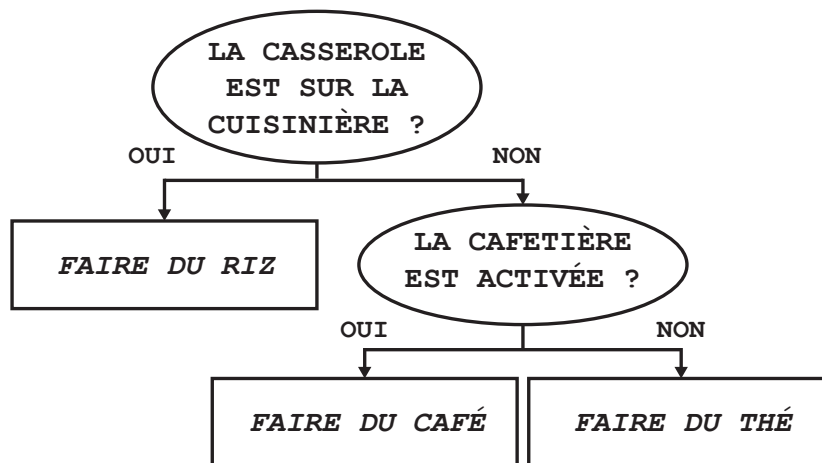 LA CASSEROLE
EST SUR LA
CUISINIÈRE ?
OUI
NON
FAIRE DU RIZ
LA CAFETIÈRE
EST ACTIVÉE ?
OUI
NON
FAIRE DU CAFÉ
FAIRE DU THÉ